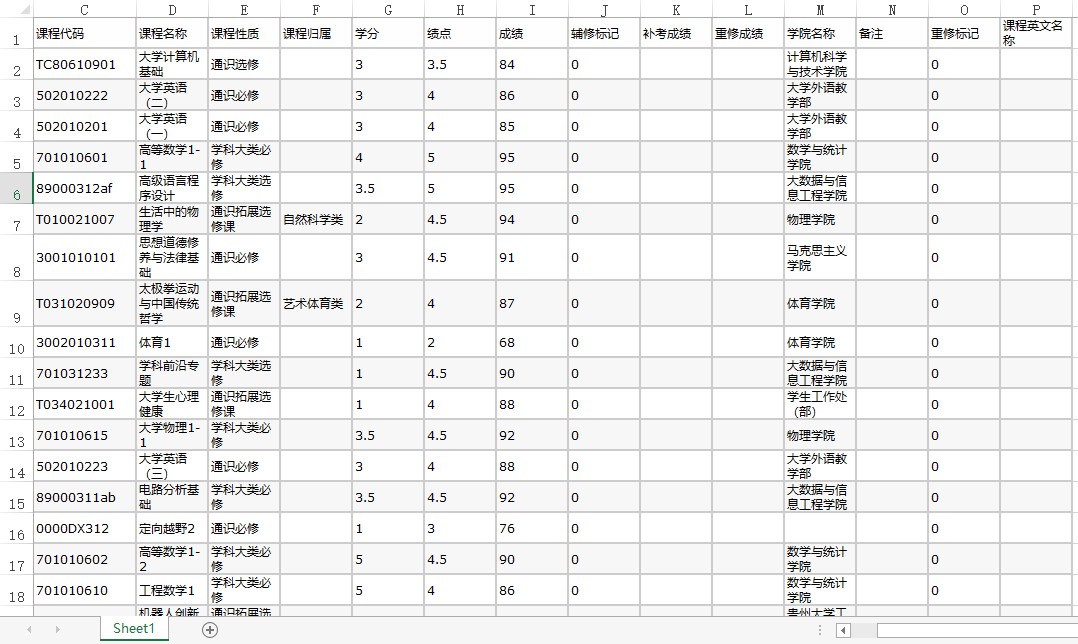 C D E F G H I J K L M N O P
1 课程代码 课程名称 课程性质 课程归属 学分 绩点 成绩 辅修标记 补考成绩 重修成绩 学院名称 备注 重修标记 课程英文名
称
2 TC80610901 大学计算机
基础 通识选修 3 3.5 84 0 计算机科学
与技术学院 0
3 502010222 大学英语
（二） 通识必修 3 4 86 0 大学外语教
学部 0
4 502010201 大学英语
（一） 通识必修 3 4 85 0 大学外语教
学部 0
5 701010601 高等数学1-
1 学科大类必
修 4 5 95 0 数学与统计
学院 0
6 89000312af 高级语言程
序设计 学科大类选
修 3.5 5 95 0 大数据与信
息工程学院 0
7 T010021007 生活中的物
理学 通识拓展选
修课 自然科学类 2 4.5 94 0 物理学院 0
8 3001010101 思想道德修
养与法律基
础 通识必修 3 4.5 91 0 马克思主义
学院 0
9 T031020909 太极拳运动
与中国传统
哲学 通识拓展选
修课 艺术体育类 2 4 87 0 体育学院 0
10 3002010311 体育1 通识必修 1 2 68 0 体育学院 0
11 701031233 学科前沿专
题 学科大类选
修 1 4.5 90 0 大数据与信
息工程学院 0
12 T034021001 大学生心理
健康 通识拓展选
修课 1 4 88 0 学生工作处
（部） 0
13 701010615 大学物理1-
1 学科大类必
修 3.5 4.5 92 0 物理学院 0
14 502010223 大学英语
（三） 通识必修 3 4 88 0 大学外语教
学部 0
15 89000311ab 电路分析基
础 学科大类必
修 3.5 4.5 92 0 大数据与信
息工程学院 0
16 0000DX312 定向越野2 通识必修 1 3 76 0 0
17 701010602 高等数学1-
2 学科大类必
修 5 4.5 90 0 数学与统计
学院 0
18 701010610 工程数学1 学科大类必
修 5 4 86 0 数学与统计
学院 0
机器人创新 通识拓展选 贵州大学工
Sheet1